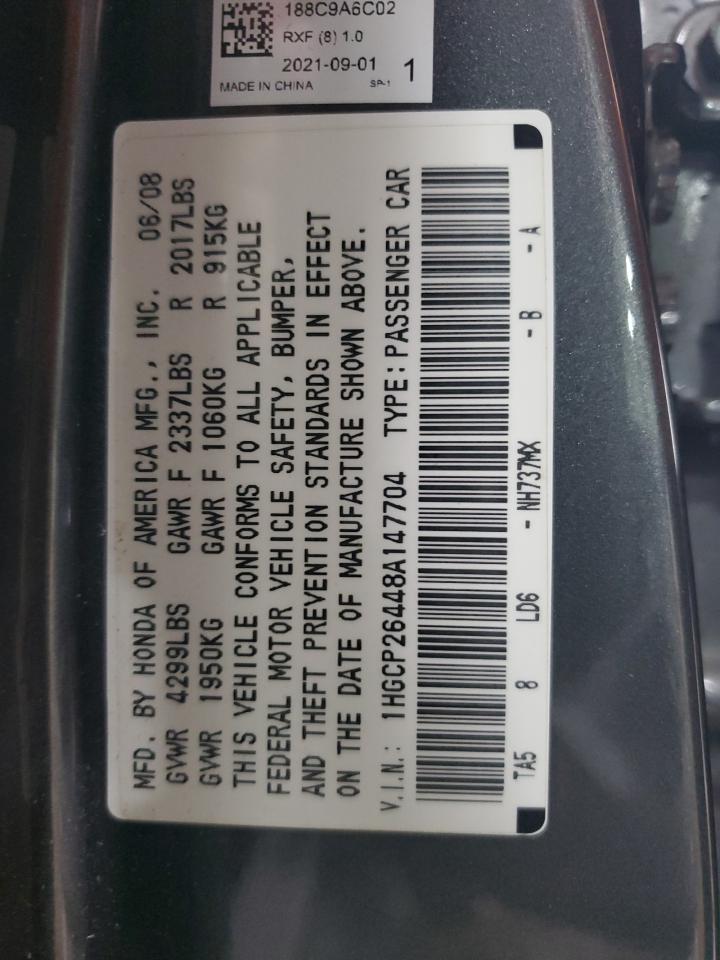 188C9A6C02
RXF (8) 1.0
2021-09-01
MADE IN CHINA SP-1 1
MFD. BY HONDA OF AMERICA MFG., INC. 06/08
GVWR 4299LBS GAWR F 2337LBS R 2017LBS
GVWR 1950KG GAWR F 1060KG R 915KG
THIS VEHICLE CONFORMS TO ALL APPLICABLE
FEDERAL MOTOR VEHICLE SAFETY, BUMPER,
AND THEFT PREVENTION STANDARDS IN EFFECT
ON THE DATE OF MANUFACTURE SHOWN ABOVE.
V.I.N.: 1HGCP26448A147704 TYPE:PASSENGER CAR
TA5 8 LD6 - NH737MX - B - A